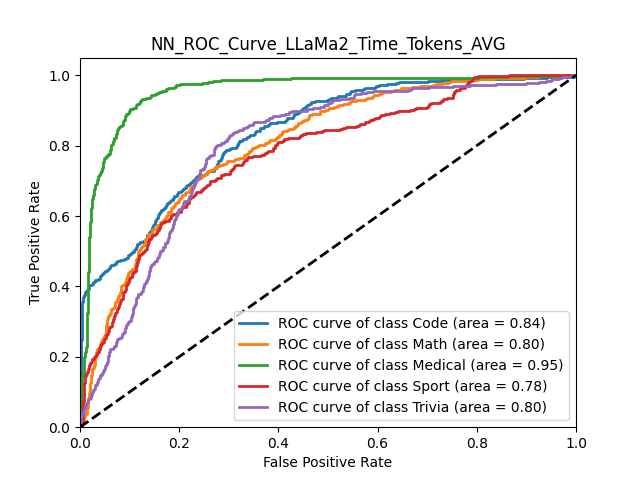 NN_ROC_Curve_LLaMa2_Time_Tokens_AVG
1.0
0.8
0.6
0.4
0.2
0.0
True Positive Rate
ROC curve of class Code (area = 0.84)
ROC curve of class Math (area = 0.80)
ROC curve of class Medical (area = 0.95)
ROC curve of class Sport (area = 0.78)
ROC curve of class Trivia (area = 0.80)
0.0 0.2 0.4 0.6 0.8 1.0
False Positive Rate